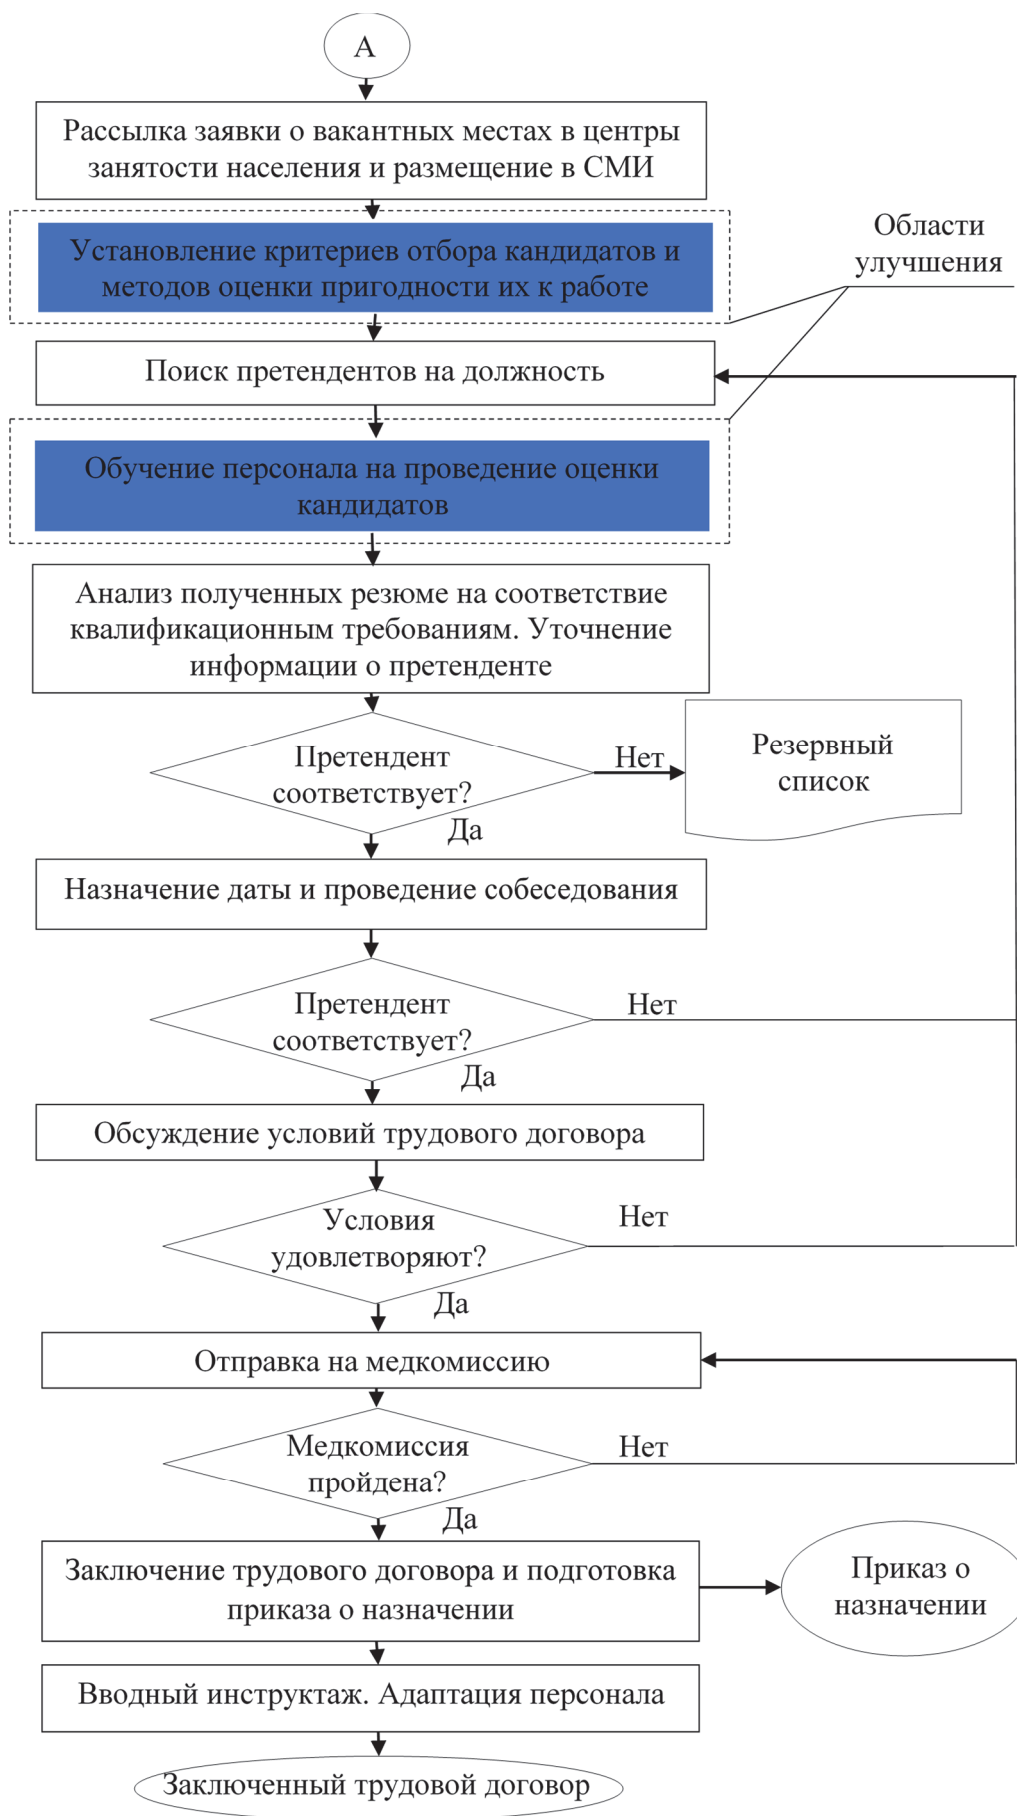 А
Рассылка заявки о вакантных местах в центры
занятости населения и размещение в СМИ
Области
улучшения
Установление критериев отбора кандидатов и
методов оценки пригодности их к работе
Поиск претендентов на должность
Обучение персонала на проведение оценки
кандидатов
Анализ полученных резюме на соответствие
квалификационным требованиям. Уточнение
информации о претенденте
Претендент
соответствует?
Нет
Резервный
список
Да
Назначение даты и проведение собеседования
Претендент
соответствует?
Нет
Да
Обсуждение условий трудового договора
Условия
удовлетворяют?
Нет
Да
Отправка на медкомиссию
Медкомиссия
пройдена?
Нет
Да
Заключение трудового договора и подготовка
приказа о назначении
Приказ о
назначении
Вводный инструктаж. Адаптация персонала
Заключенный трудовой договор